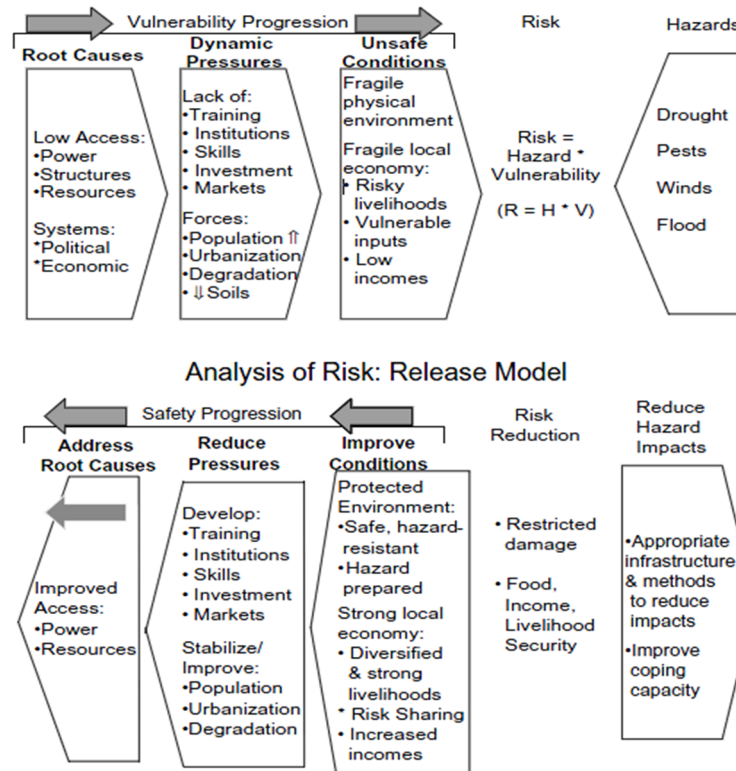 Vulnerability Progression
Risk
Hazards
Root Causes
Low Access:
•Power
•Structures
•Resources
Systems:
*Political
*Economic
Dynamic
Pressures
Lack of:
•Training
• Institutions
• Skills
• Investment
• Markets
Forces:
•Population ⇑
•Urbanization
•Degradation
• ⇓Soils
Unsafe
Conditions
Fragile
physical
environment
Fragile local
economy:
• Risky
livelihoods
• Vulnerable
inputs
• Low
incomes
Risk =
Hazard *
Vulnerability
(R = H * V)
Drought
Pests
Winds
Flood
Analysis of Risk: Release Model
Safety Progression
Address
Root Causes
Improved
Access:
• Power
• Resources
Reduce
Pressures
Develop:
•Training
• Institutions
• Skills
• Investment
• Markets
Stabilize/
Improve:
•Population
•Urbanization
•Degradation
Improve
Conditions
Protected
Environment:
•Safe, hazard-
resistant
•Hazard
prepared
Strong local
economy:
• Diversified
& strong
livelihoods
* Risk Sharing
• Increased
incomes
Risk
Reduction
• Restricted
damage
• Food,
Income,
Livelihood
Security
Reduce
Hazard
Impacts
•Appropriate
infrastructure
& methods
to reduce
impacts
•Improve
coping
capacity